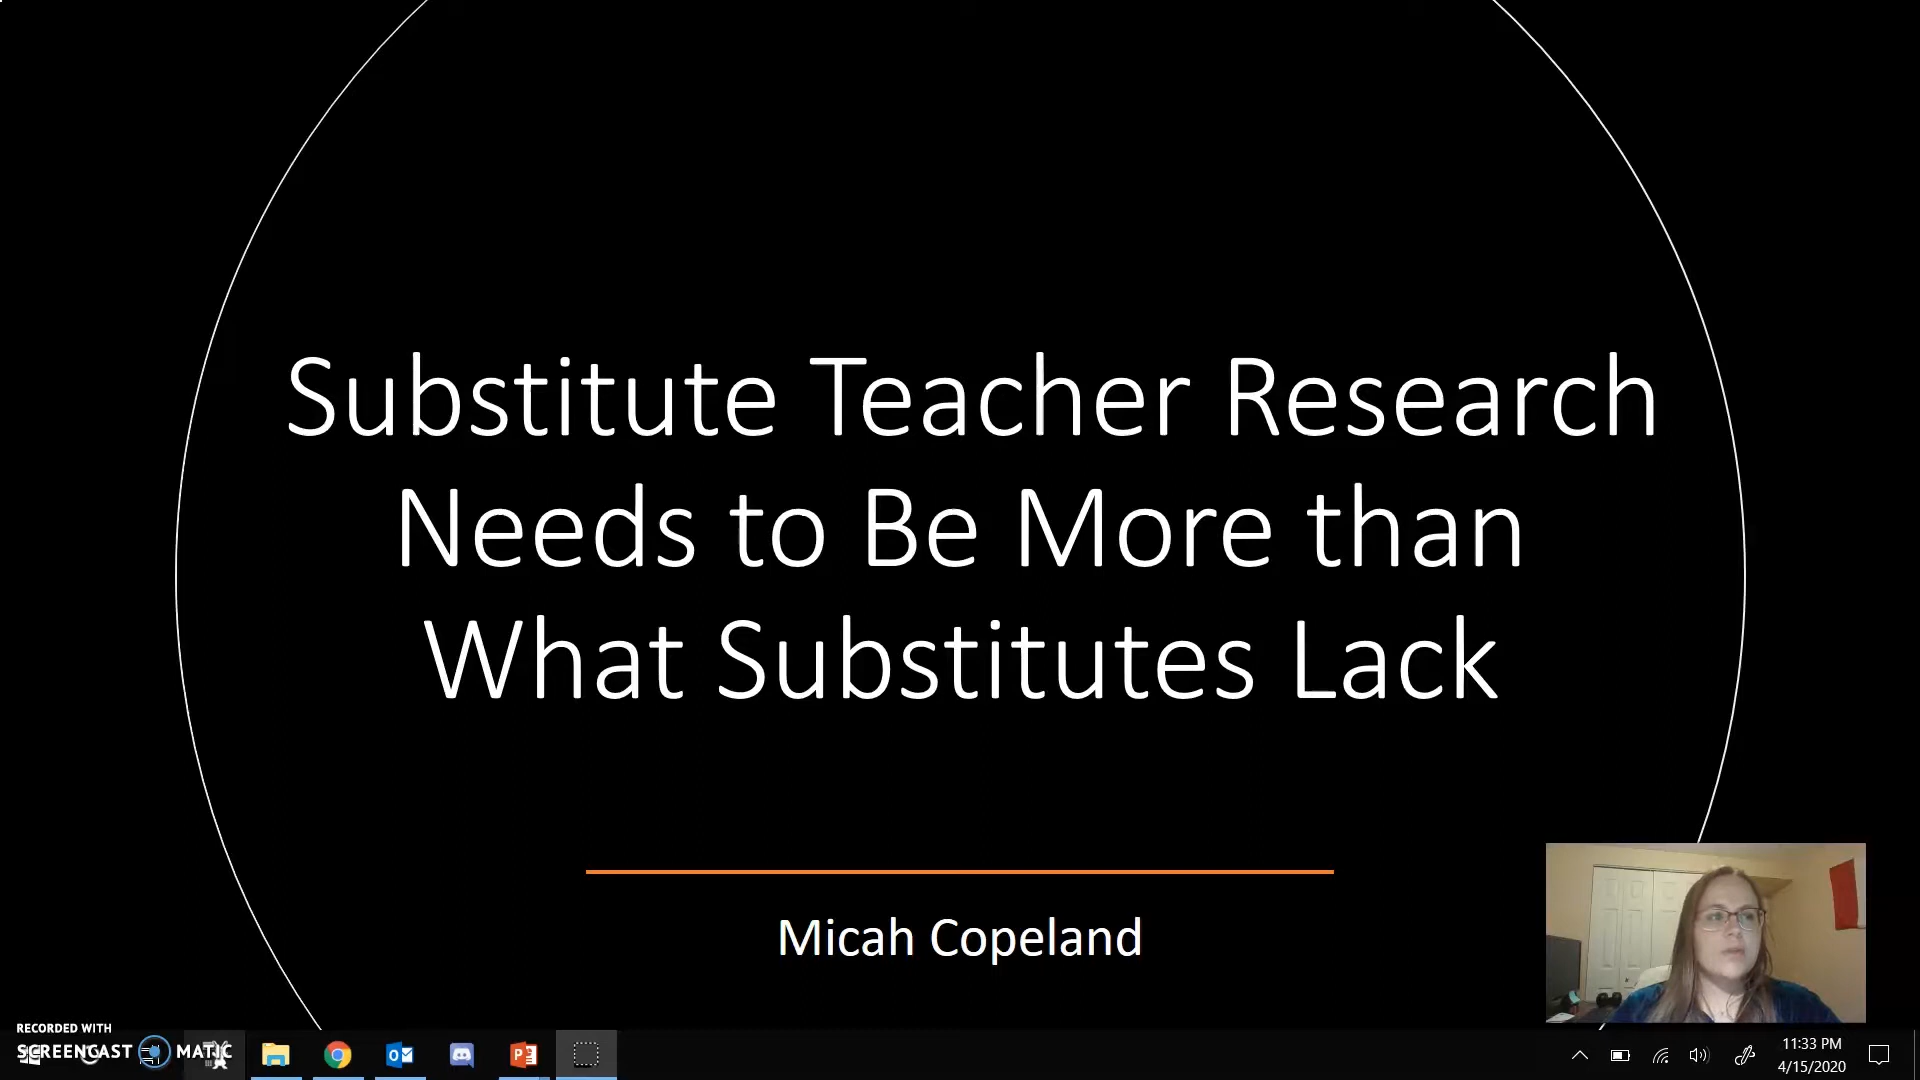 Substitute Teacher Research
Needs to Be More than
What Substitutes Lack
Micah Copeland
RECORDED WITH
SCREENCAST MATIC
11:33 PM
4/15/2020